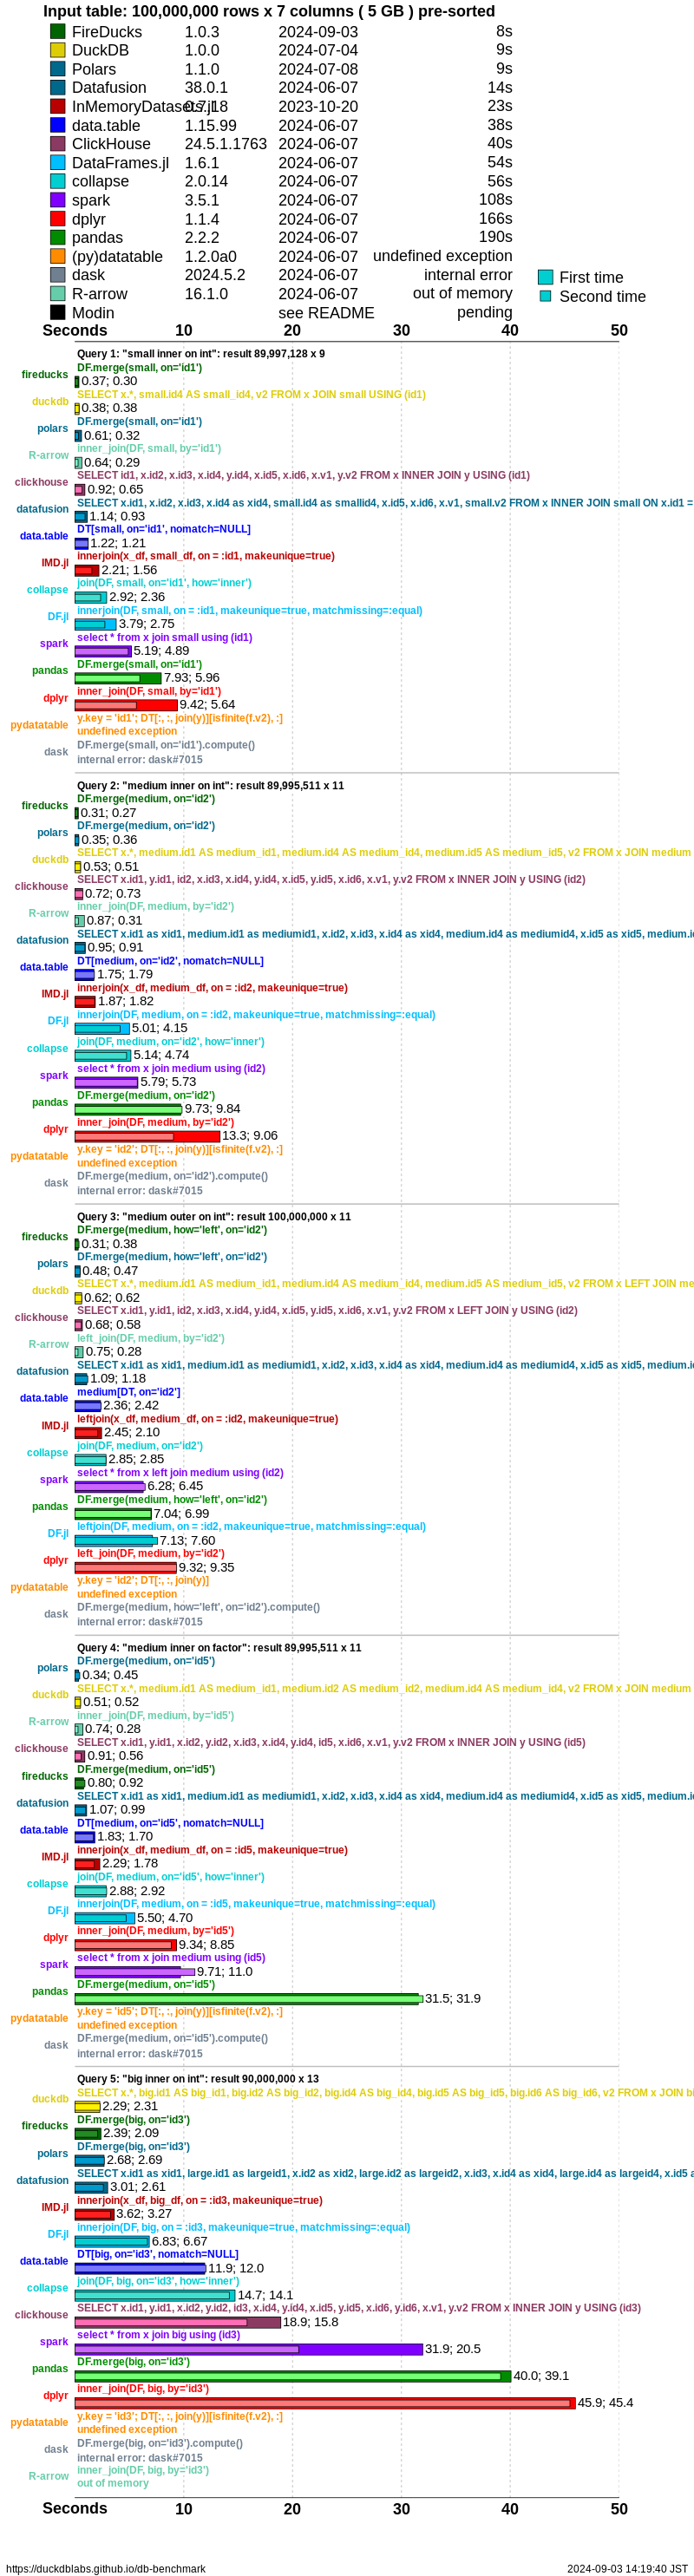 Input table: 100,000,000 rows x 7 columns ( 5 GB ) pre-sorted
FireDucks 1.0.3 2024-09-03 8s
DuckDB 1.0.0 2024-07-04 9s
Polars 1.1.0 2024-07-08 9s
Datafusion 38.0.1 2024-06-07 14s
InMemoryDatasets.jl 0.7.18 2023-10-20 23s
data.table 1.15.99 2024-06-07 38s
ClickHouse 24.5.1.1763 2024-06-07 40s
DataFrames.jl 1.6.1 2024-06-07 54s
collapse 2.0.14 2024-06-07 56s
spark 3.5.1 2024-06-07 108s
dplyr 1.1.4 2024-06-07 166s
pandas 2.2.2 2024-06-07 190s
(py)datatable 1.2.0a0 2024-06-07 undefined exception
dask 2024.5.2 2024-06-07 internal error
R-arrow 16.1.0 2024-06-07 out of memory
Modin see README pending
First time
Second time
Seconds 10 20 30 40 50
Query 1: "small inner on int": result 89,997,128 x 9
DF.merge(small, on='id1')
fireducks 0.37; 0.30
SELECT x.*, small.id4 AS small_id4, v2 FROM x JOIN small USING (id1)
duckdb 0.38; 0.38
DF.merge(small, on='id1')
polars 0.61; 0.32
inner_join(DF, small, by='id1')
R-arrow 0.64; 0.29
SELECT id1, x.id2, x.id3, x.id4, y.id4, x.id5, x.id6, x.v1, y.v2 FROM x INNER JOIN y USING (id1)
clickhouse 0.92; 0.65
SELECT x.id1, x.id2, x.id3, x.id4 as xid4, small.id4 as smallid4, x.id5, x.id6, x.v1, small.v2 FROM x INNER JOIN small ON x.id1 =
datafusion 1.14; 0.93
DT[small, on='id1', nomatch=NULL]
data.table 1.22; 1.21
innerjoin(x_df, small_df, on = :id1, makeunique=true)
IMD.jl 2.21; 1.56
join(DF, small, on='id1', how='inner')
collapse 2.92; 2.36
innerjoin(DF, small, on = :id1, makeunique=true, matchmissing=:equal)
DF.jl 3.79; 2.75
select * from x join small using (id1)
spark 5.19; 4.89
DF.merge(small, on='id1')
pandas 7.93; 5.96
inner_join(DF, small, by='id1')
dplyr 9.42; 5.64
y.key = 'id1'; DT[:, :, join(y)][isfinite(f.v2), :]
pydatatable undefined exception
DF.merge(small, on='id1').compute()
dask internal error: dask#7015
Query 2: "medium inner on int": result 89,995,511 x 11
DF.merge(medium, on='id2')
fireducks 0.31; 0.27
DF.merge(medium, on='id2')
polars 0.35; 0.36
SELECT x.*, medium.id1 AS medium_id1, medium.id4 AS medium_id4, medium.id5 AS medium_id5, v2 FROM x JOIN medium
duckdb 0.53; 0.51
SELECT x.id1, y.id1, id2, x.id3, x.id4, y.id4, x.id5, y.id5, x.id6, x.v1, y.v2 FROM x INNER JOIN y USING (id2)
clickhouse 0.72; 0.73
inner_join(DF, medium, by='id2')
R-arrow 0.87; 0.31
SELECT x.id1 as xid1, medium.id1 as mediumid1, x.id2, x.id3, x.id4 as xid4, medium.id4 as mediumid4, x.id5 as xid5, medium.id
datafusion 0.95; 0.91
DT[medium, on='id2', nomatch=NULL]
data.table 1.75; 1.79
innerjoin(x_df, medium_df, on = :id2, makeunique=true)
IMD.jl 1.87; 1.82
innerjoin(DF, medium, on = :id2, makeunique=true, matchmissing=:equal)
DF.jl 5.01; 4.15
join(DF, medium, on='id2', how='inner')
collapse 5.14; 4.74
select * from x join medium using (id2)
spark 5.79; 5.73
DF.merge(medium, on='id2')
pandas 9.73; 9.84
inner_join(DF, medium, by='id2')
dplyr 13.3; 9.06
y.key = 'id2'; DT[:, :, join(y)][isfinite(f.v2), :]
pydatatable undefined exception
DF.merge(medium, on='id2').compute()
dask internal error: dask#7015
Query 3: "medium outer on int": result 100,000,000 x 11
DF.merge(medium, how='left', on='id2')
fireducks 0.31; 0.38
DF.merge(medium, how='left', on='id2')
polars 0.48; 0.47
SELECT x.*, medium.id1 AS medium_id1, medium.id4 AS medium_id4, medium.id5 AS medium_id5, v2 FROM x LEFT JOIN me
duckdb 0.62; 0.62
SELECT x.id1, y.id1, id2, x.id3, x.id4, y.id4, x.id5, y.id5, x.id6, x.v1, y.v2 FROM x LEFT JOIN y USING (id2)
clickhouse 0.68; 0.58
left_join(DF, medium, by='id2')
R-arrow 0.75; 0.28
SELECT x.id1 as xid1, medium.id1 as mediumid1, x.id2, x.id3, x.id4 as xid4, medium.id4 as mediumid4, x.id5 as xid5, medium.id
datafusion 1.09; 1.18
medium[DT, on='id2']
data.table 2.36; 2.42
leftjoin(x_df, medium_df, on = :id2, makeunique=true)
IMD.jl 2.45; 2.10
join(DF, medium, on='id2')
collapse 2.85; 2.85
select * from x left join medium using (id2)
spark 6.28; 6.45
DF.merge(medium, how='left', on='id2')
pandas 7.04; 6.99
leftjoin(DF, medium, on = :id2, makeunique=true, matchmissing=:equal)
DF.jl 7.13; 7.60
left_join(DF, medium, by='id2')
dplyr 9.32; 9.35
y.key = 'id2'; DT[:, :, join(y)]
pydatatable undefined exception
DF.merge(medium, how='left', on='id2').compute()
dask internal error: dask#7015
Query 4: "medium inner on factor": result 89,995,511 x 11
DF.merge(medium, on='id5')
polars 0.34; 0.45
SELECT x.*, medium.id1 AS medium_id1, medium.id2 AS medium_id2, medium.id4 AS medium_id4, v2 FROM x JOIN medium
duckdb 0.51; 0.52
inner_join(DF, medium, by='id5')
R-arrow 0.74; 0.28
SELECT x.id1, y.id1, x.id2, y.id2, x.id3, x.id4, y.id4, id5, x.id6, x.v1, y.v2 FROM x INNER JOIN y USING (id5)
clickhouse 0.91; 0.56
DF.merge(medium, on='id5')
fireducks 0.80; 0.92
SELECT x.id1 as xid1, medium.id1 as mediumid1, x.id2, x.id3, x.id4 as xid4, medium.id4 as mediumid4, x.id5 as xid5, medium.id
datafusion 1.07; 0.99
DT[medium, on='id5', nomatch=NULL]
data.table 1.83; 1.70
innerjoin(x_df, medium_df, on = :id5, makeunique=true)
IMD.jl 2.29; 1.78
join(DF, medium, on='id5', how='inner')
collapse 2.88; 2.92
innerjoin(DF, medium, on = :id5, makeunique=true, matchmissing=:equal)
DF.jl 5.50; 4.70
inner_join(DF, medium, by='id5')
dplyr 9.34; 8.85
select * from x join medium using (id5)
spark 9.71; 11.0
DF.merge(medium, on='id5')
pandas 31.5; 31.9
y.key = 'id5'; DT[:, :, join(y)][isfinite(f.v2), :]
pydatatable undefined exception
DF.merge(medium, on='id5').compute()
dask internal error: dask#7015
Query 5: "big inner on int": result 90,000,000 x 13
SELECT x.*, big.id1 AS big_id1, big.id2 AS big_id2, big.id4 AS big_id4, big.id5 AS big_id5, big.id6 AS big_id6, v2 FROM x JOIN bi
duckdb 2.29; 2.31
DF.merge(big, on='id3')
fireducks 2.39; 2.09
DF.merge(big, on='id3')
polars 2.68; 2.69
SELECT x.id1 as xid1, large.id1 as largeid1, x.id2 as xid2, large.id2 as largeid2, x.id3, x.id4 as xid4, large.id4 as largeid4, x.id5 a
datafusion 3.01; 2.61
innerjoin(x_df, big_df, on = :id3, makeunique=true)
IMD.jl 3.62; 3.27
innerjoin(DF, big, on = :id3, makeunique=true, matchmissing=:equal)
DF.jl 6.83; 6.67
DT[big, on='id3', nomatch=NULL]
data.table 11.9; 12.0
join(DF, big, on='id3', how='inner')
collapse 14.7; 14.1
SELECT x.id1, y.id1, x.id2, y.id2, id3, x.id4, y.id4, x.id5, y.id5, x.id6, y.id6, x.v1, y.v2 FROM x INNER JOIN y USING (id3)
clickhouse 18.9; 15.8
select * from x join big using (id3)
spark 31.9; 20.5
DF.merge(big, on='id3')
pandas 40.0; 39.1
inner_join(DF, big, by='id3')
dplyr 45.9; 45.4
y.key = 'id3'; DT[:, :, join(y)][isfinite(f.v2), :]
pydatatable undefined exception
DF.merge(big, on='id3').compute()
dask internal error: dask#7015
inner_join(DF, big, by='id3')
R-arrow out of memory
Seconds 10 20 30 40 50
https://duckdblabs.github.io/db-benchmark 2024-09-03 14:19:40 JST